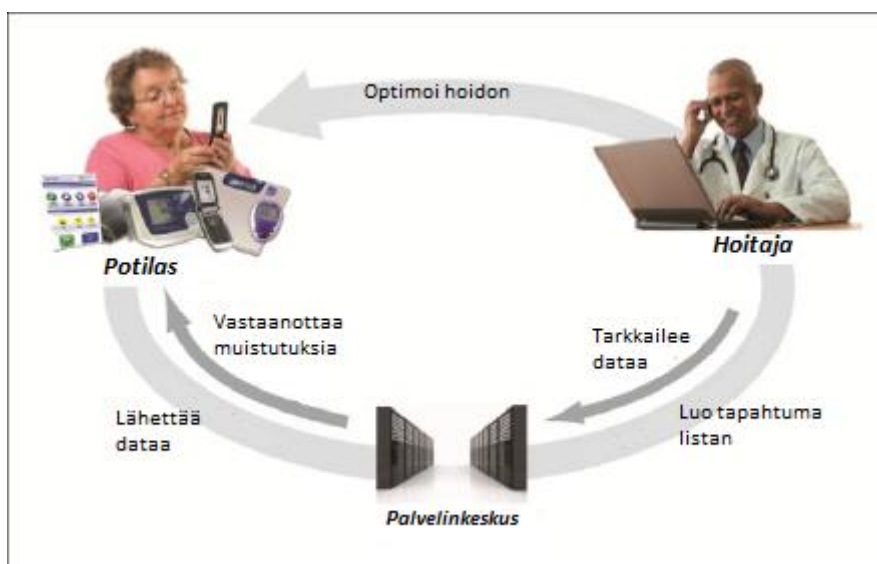 Optimoi hoidon
Potilas
Hoitaja
Vastaanottaa
muistutuksia
Tarkkailee
dataa
Lähettää
dataa
Luo tapahtuma
listan
Palvelinkeskus